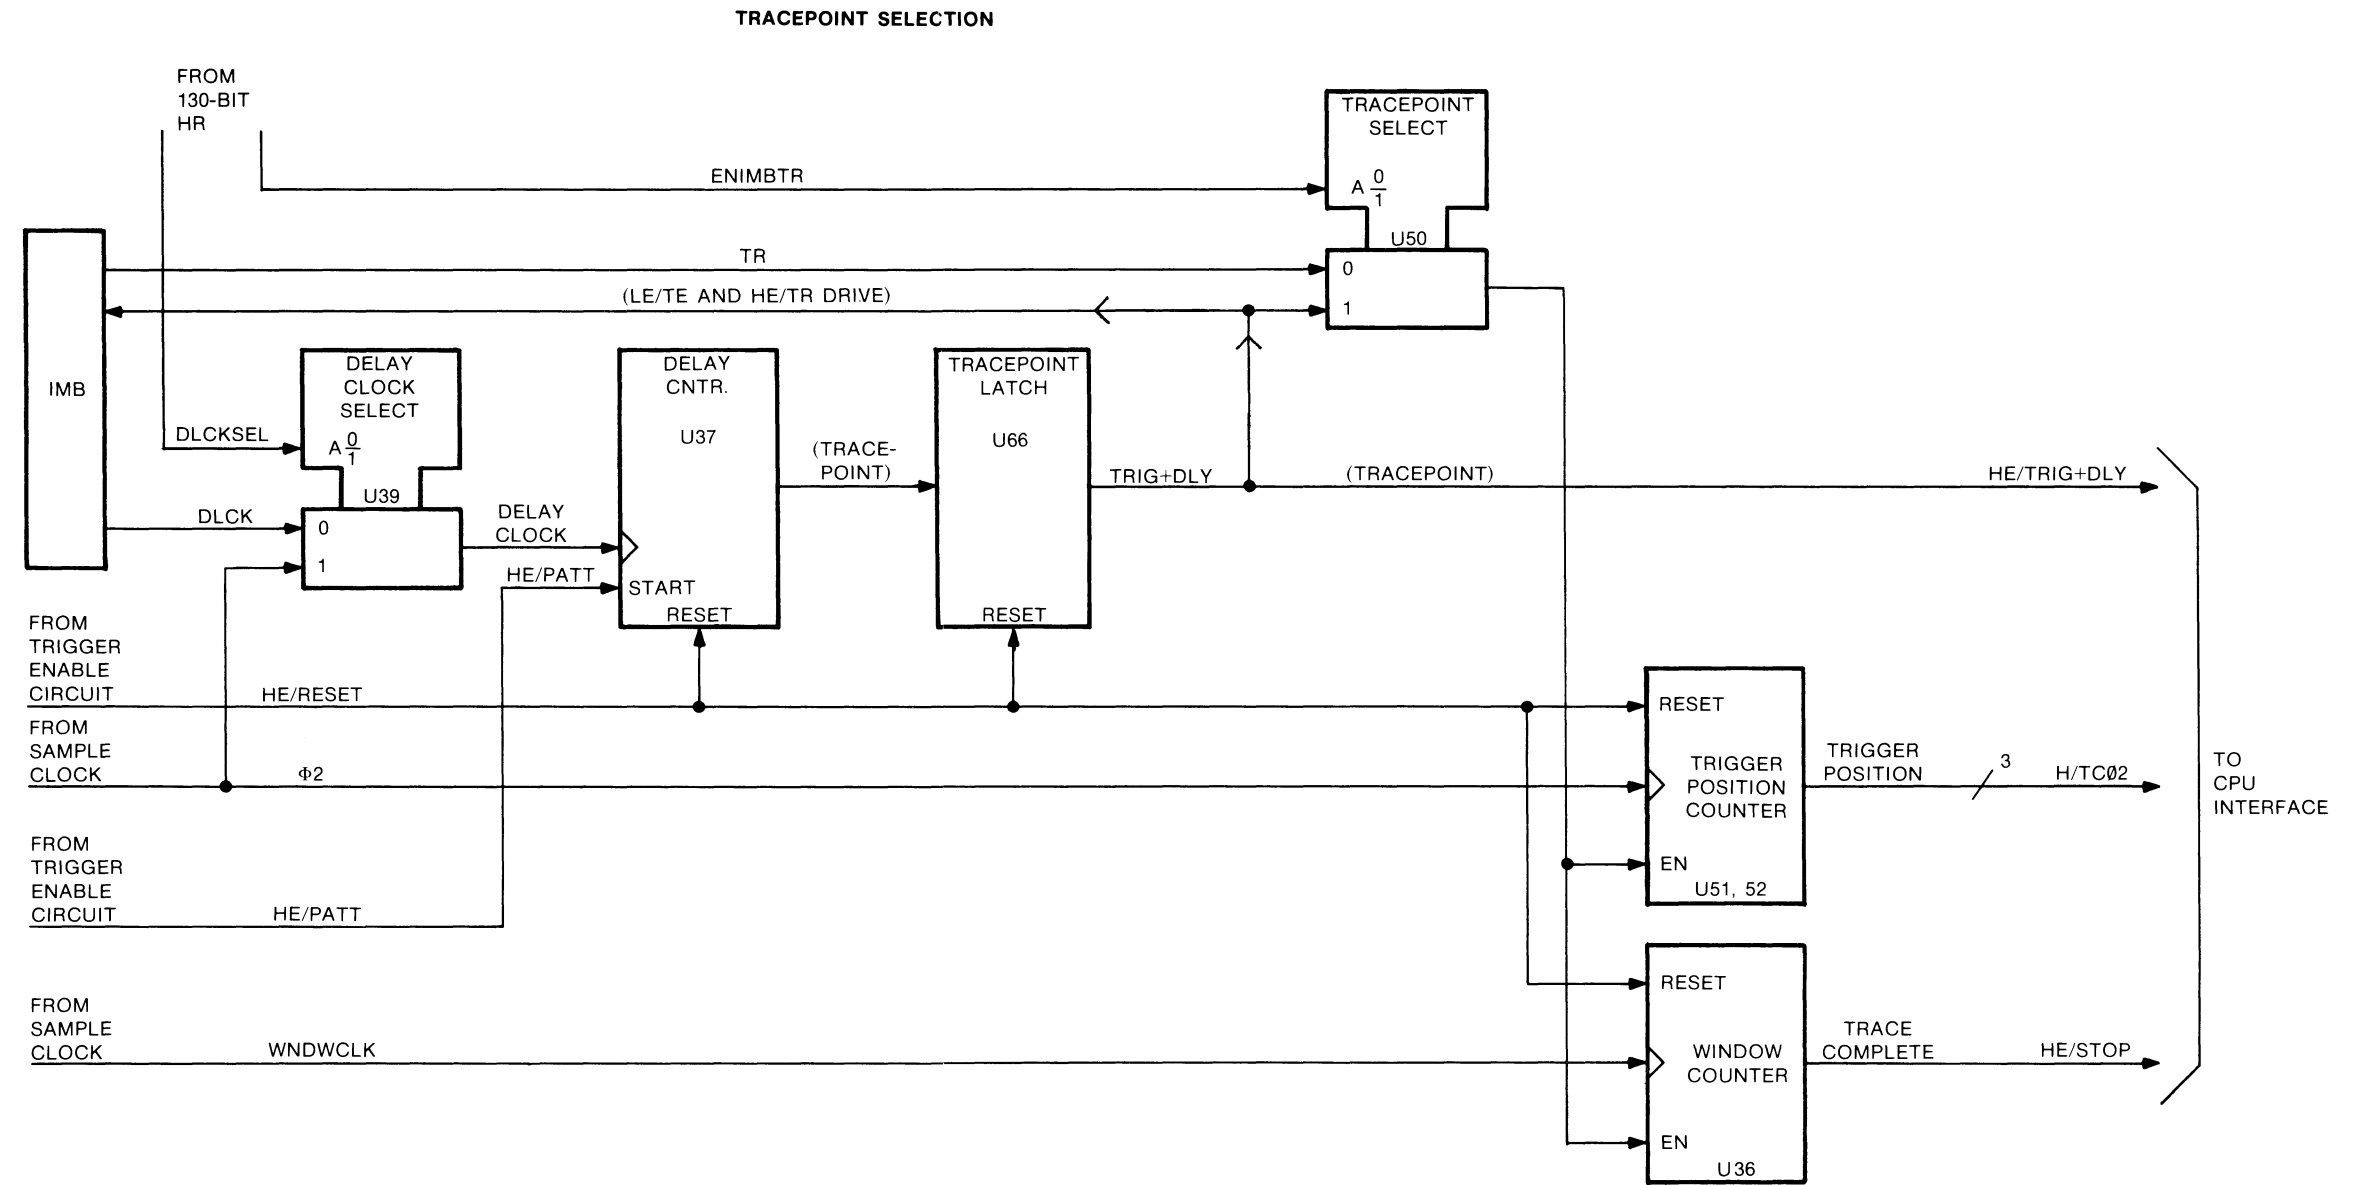 TRACEPOINT SELECTION
FROM
130-BIT
HR
TRACEPOINT
SELECT
A 0/1
ENIMBTR
U50
TR
0
(LE/TE AND HE/TR DRIVE)
1
IMB
DELAY
CLOCK
SELECT
DLCKSEL
A 0/1
U39
DLCK
0
1
DELAY
CLOCK
HE/PATT
DELAY
CNTR.
U37
START
RESET
(TRACE-
POINT)
TRACEPOINT
LATCH
U66
RESET
TRIG+DLY
(TRACEPOINT)
HE/TRIG+DLY
FROM
TRIGGER
ENABLE
CIRCUIT
HE/RESET
FROM
SAMPLE
CLOCK
Φ2
RESET
TRIGGER
POSITION
COUNTER
EN
U51, 52
TRIGGER
POSITION
3
H/TCØ2
TO
CPU
INTERFACE
FROM
TRIGGER
ENABLE
CIRCUIT
HE/PATT
FROM
SAMPLE
CLOCK
WNDWCLK
RESET
WINDOW
COUNTER
EN
U36
TRACE
COMPLETE
HE/STOP